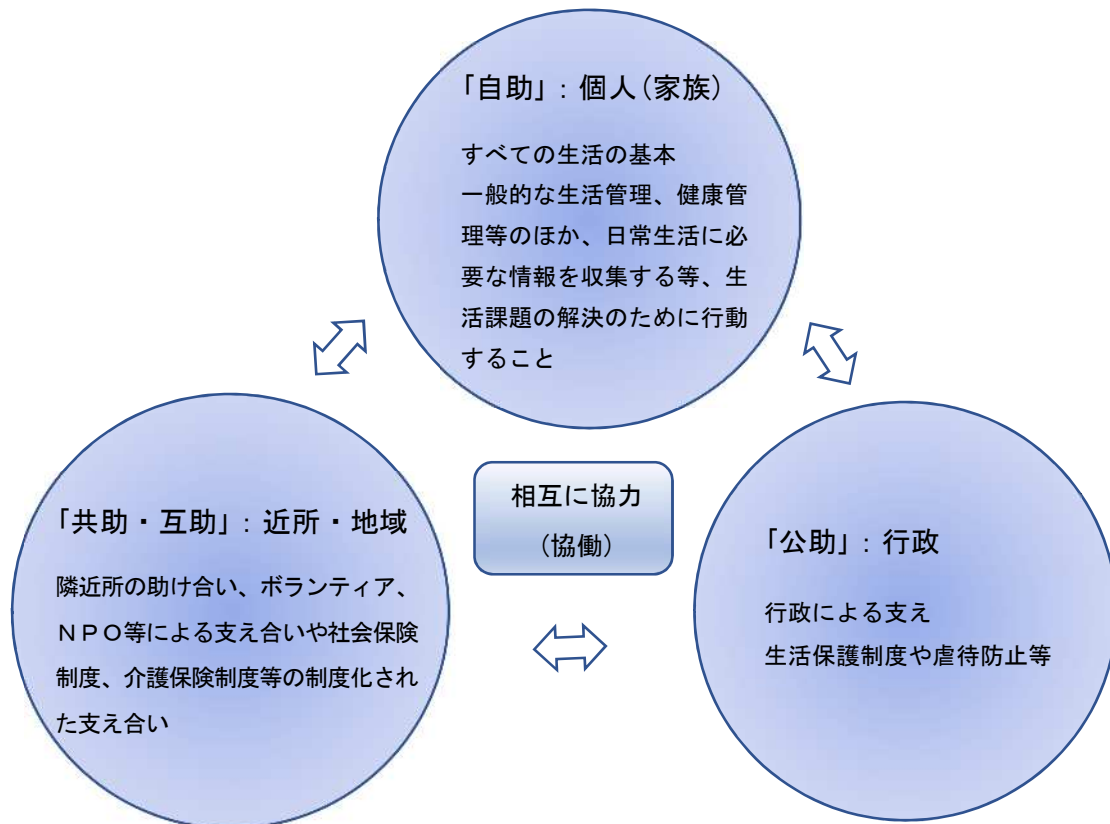 「自助」：個人（家族）
すべての生活の基本
一般的な生活管理、健康管
理等のほか、日常生活に必
要な情報を収集する等、生
活課題の解決のために行動
すること
相互に協力
（協働）
「共助・互助」：近所・地域
隣近所の助け合い、ボランティア、
ＮＰＯ等による支え合いや社会保険
制度、介護保険制度等の制度化され
た支え合い
「公助」：行政
行政による支え
生活保護制度や虐待防止等